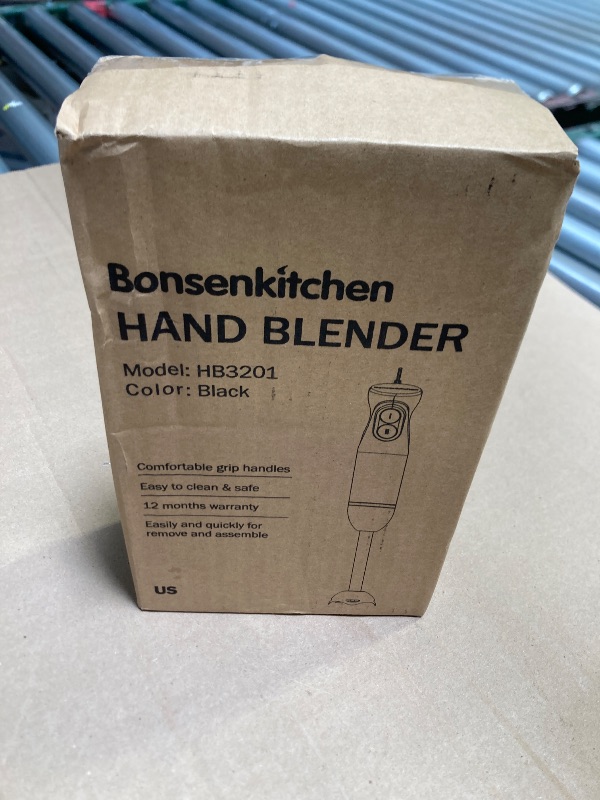 Bonsenkitchen
HAND BLENDER
Model: HB3201
Color: Black
Comfortable grip handles
Easy to clean & safe
12 months warranty
Easily and quickly for
remove and assemble
US